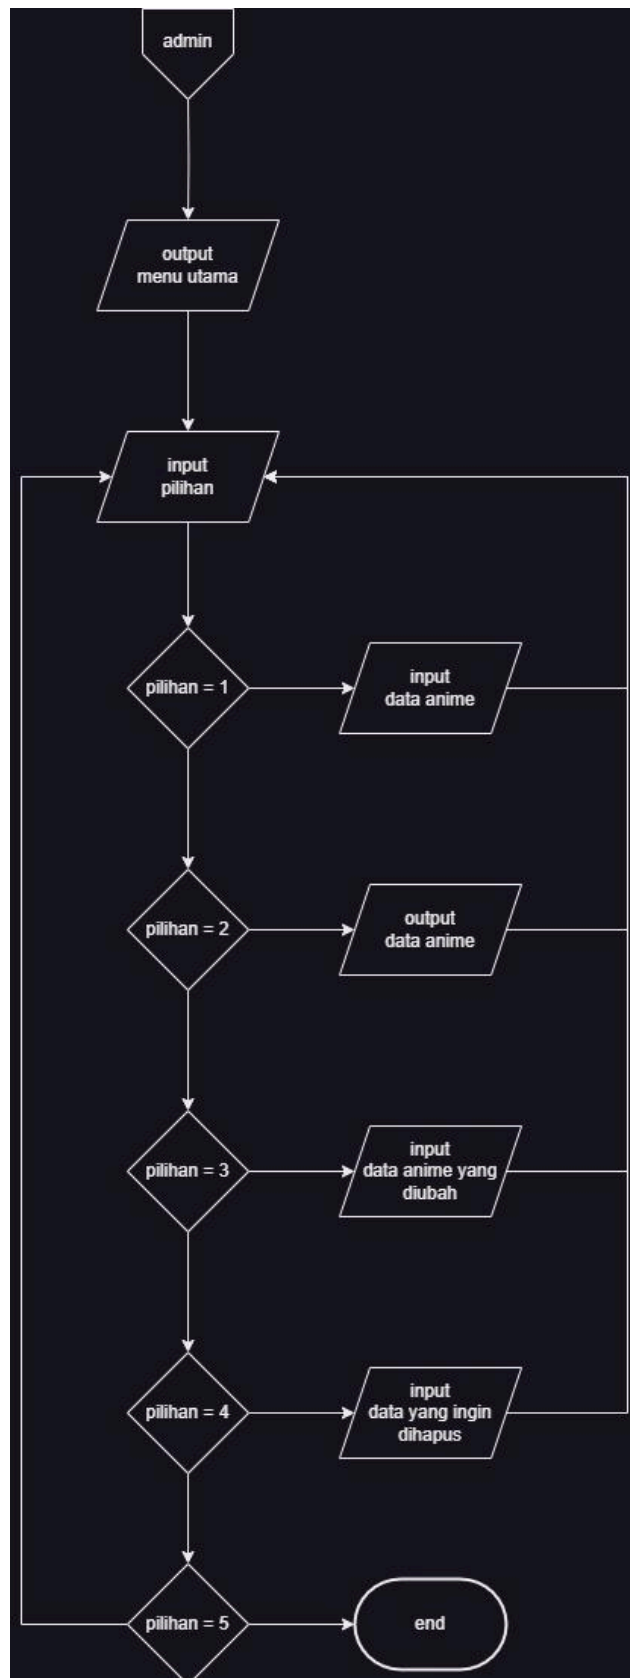 admin
output
menu utama
input
pilihan
pilihan = 1
input
data anime
pilihan = 2
output
data anime
pilihan = 3
input
data anime yang
diubah
pilihan = 4
input
data yang ingin
dihapus
pilihan = 5
end